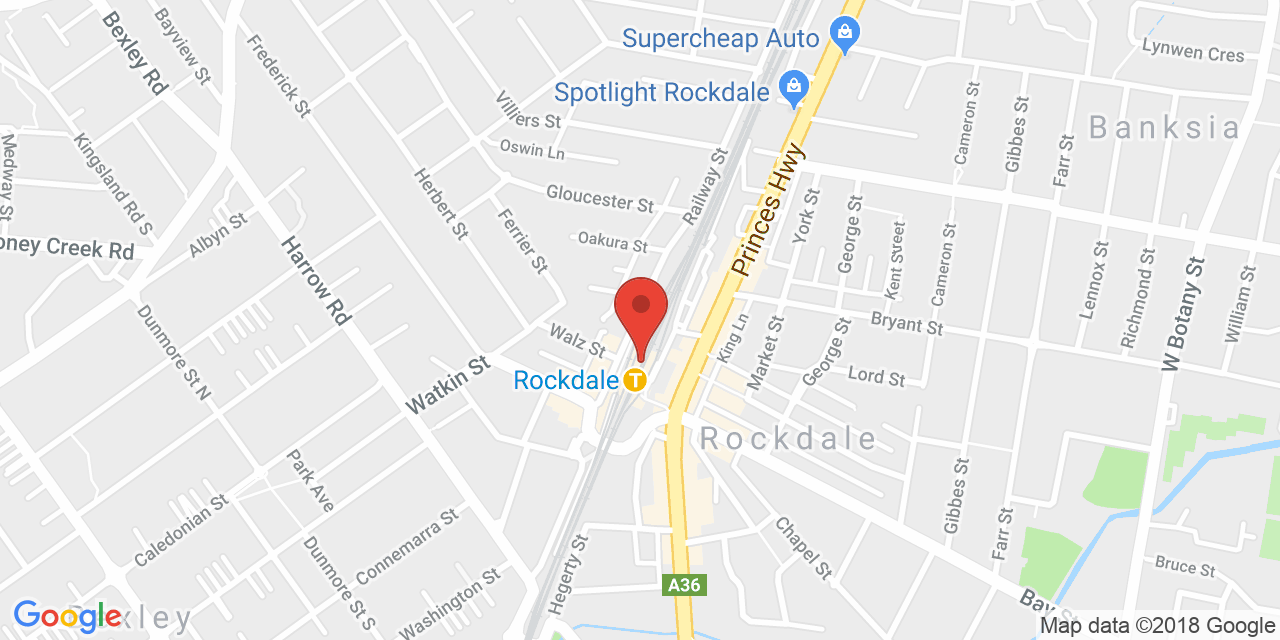 Supercheap Auto
Lynwen Cres
Bexley Rd
Bayview St
Frederick St
Spotlight Rockdale
Villiers St
Banksia
Cameron St
Gibbes St
Farr St
Medway St
Kingsland Rd S
Oswin Ln
Herbert St
Gloucester St
Railway St
Princes Hwy
York St
George St
Kent Street
Cameron St
Lennox St
Richmond St
W Botany St
William St
oney Creek Rd
Albyn St
Harrow Rd
Ferrier St
Oakura St
Walz St
Bryant St
King Ln
Market St
George St
Lord St
Dunmore St N
Watkin St
Rockdale
T
Rockdale
Park Ave
Caledonian St
Connemarra St
Dunmore St S
Washington St
Hegerty St
A36
Chapel St
Gibbes St
Farr St
Bay S
Bruce St
Google
xley
Map data ©2018 Google